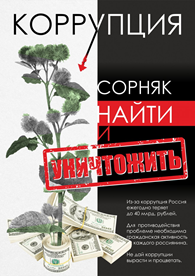 КОРРУПЦИЯ
СОРНЯК
НАЙТИ
И
УНИЧТОЖИТЬ
Из-за коррупции Россия
ежегодно теряет
до 40 млрд. рублей.
Для противодействия
проблеме необходима
гражданская активность
каждого россиянина.
Не дай коррупции
вырасти и процветать.